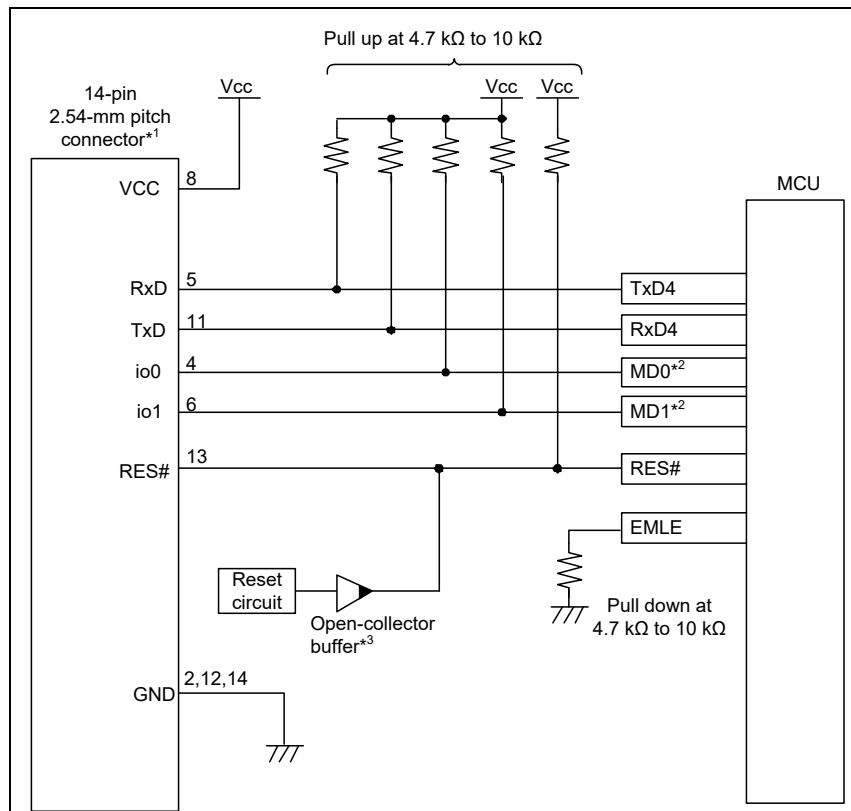 Pull up at 4.7 kΩ to 10 kΩ
14-pin
2.54-mm pitch
connector*1
Vcc
Vcc
Vcc
MCU
VCC
8
RxD
5
TxD4
TxD
11
RxD4
io0
4
MD0*2
io1
6
MD1*2
RES#
13
RES#
EMLE
Reset
circuit
Open-collector
buffer*3
Pull down at
4.7 kΩ to 10 kΩ
GND
2,12,14